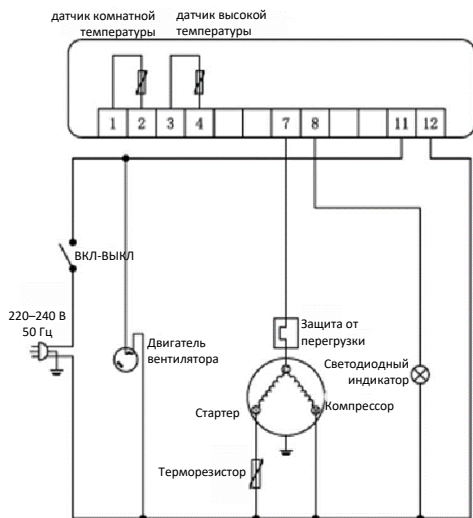 датчик комнатной
температуры
датчик высокой
температуры
1 2 3 4 7 8 11 12
ВКЛ-ВЫКЛ
220–240 В
50 Гц
Двигатель
вентилятора
Защита от
перегрузки
Светодиодный
индикатор
Стартер
Компрессор
Терморезистор